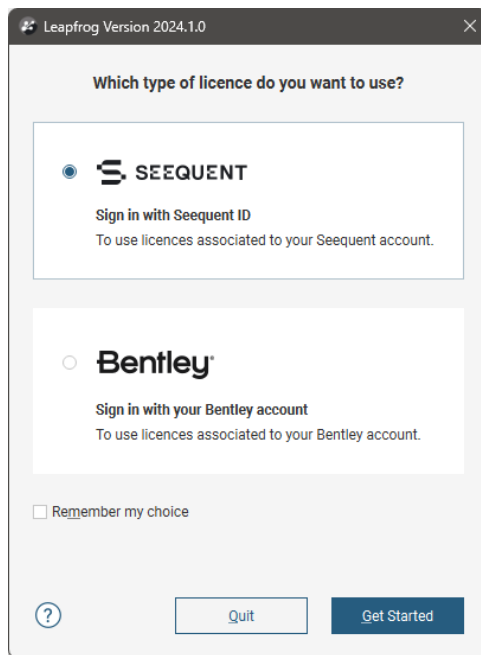 Leapfrog Version 2024.1.0
Which type of licence do you want to use?
SEEQUENT
Sign in with Seequent ID
To use licences associated to your Seequent account.
Bentley
Sign in with your Bentley account
To use licences associated to your Bentley account.
Remember my choice
? Quit Get Started